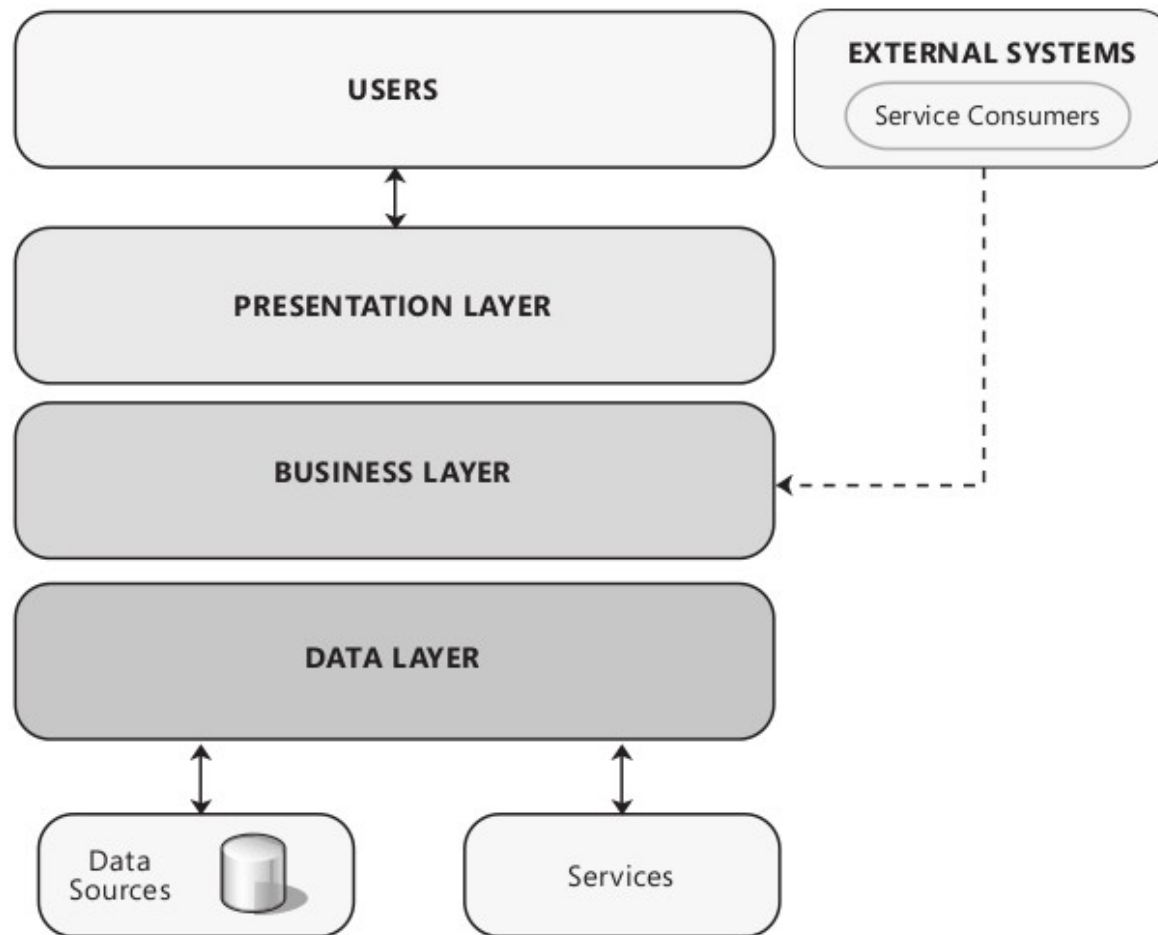 USERS
EXTERNAL SYSTEMS
Service Consumers
PRESENTATION LAYER
BUSINESS LAYER
DATA LAYER
Data
Sources
Services